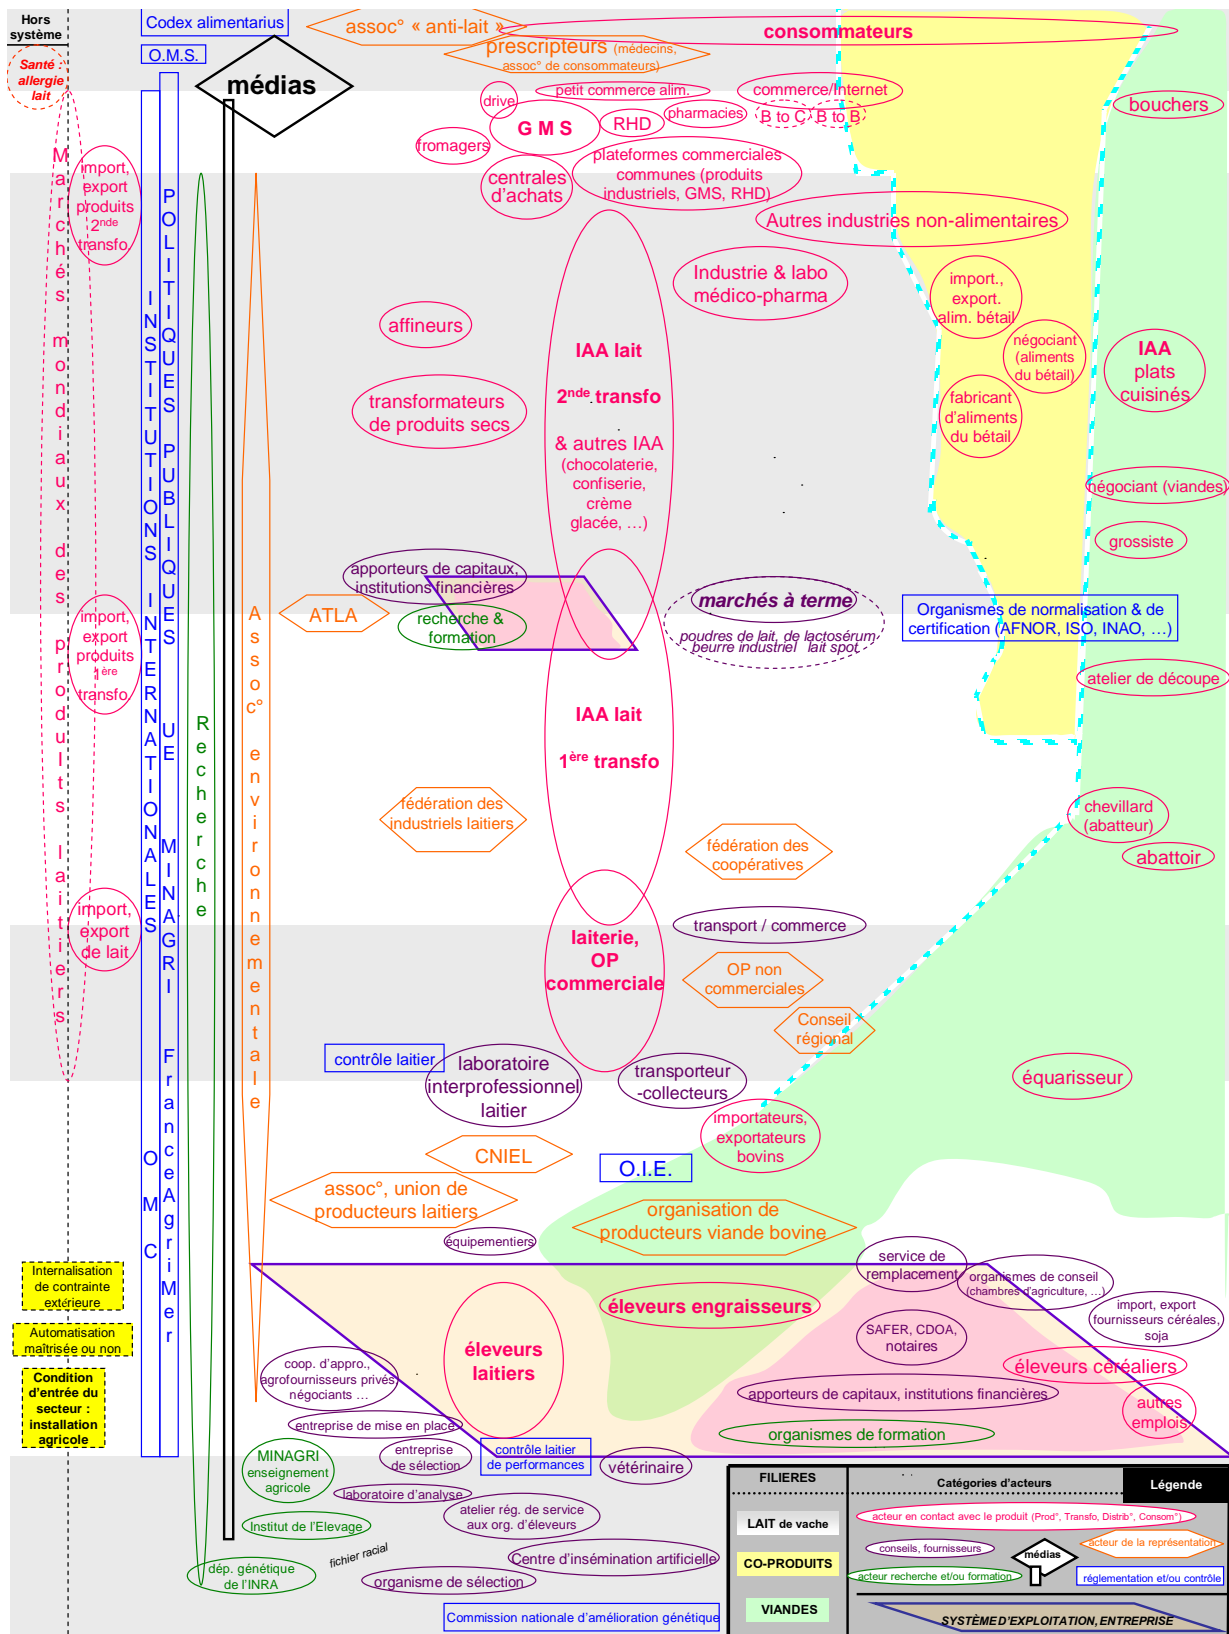 Hors
système
Santé :
allergie
lait
Codex alimentarius
O.M.S.
assoc° « anti-lait »
prescripteurs (médecins,
assoc° de consommateurs)
consommateurs
médias
drive
petit commerce alim.
commerce/Internet
B to C
B to B
pharmacies
G M S
RHD
fromagers
bouchers
centrales
d'achats
plateformes commerciales
communes (produits
industriels, GMS, RHD)
Autres industries non-alimentaires
Marchés mondiaux des produits laitiers
import,
export
produits
2nde
transfo.
INSTITUTIONS INTERNATIONALES OMC
POLITIQUES PUBLIQUES UE MINAGRI FranceAgriMer
Recherche
Assoc° environnementale
Industrie & labo
médico-pharma
import.,
export.
alim. bétail
négociant
(aliments
du bétail)
fabricant
d'aliments
du bétail
IAA
plats
cuisinés
affineurs
transformateurs
de produits secs
IAA lait
2nde transfo
& autres IAA
(chocolaterie,
confiserie,
crème
glacée, …)
négociant (viandes)
grossiste
apporteurs de capitaux,
institutions financières
ATLA
recherche &
formation
marchés à terme
poudres de lait, de lactosérum
beurre industriel lait spot
Organismes de normalisation & de
certification (AFNOR, ISO, INAO, …)
import,
export
produits
1ère
transfo.
atelier de découpe
IAA lait
1ère transfo
fédération des
industriels laitiers
fédération des
coopératives
chevillard
(abatteur)
abattoir
import,
export
de lait
laiterie,
OP
commerciale
transport / commerce
OP non
commerciales
Conseil
régional
contrôle laitier
laboratoire
interprofessionnel
laitier
transporteur
-collecteurs
équarisseur
importateurs,
exportateurs
bovins
CNIEL
O.I.E.
assoc°, union de
producteurs laitiers
organisation de
producteurs viande bovine
équipementiers
service de
remplacement
organismes de conseil
(chambres d'agriculture, …)
import, export
fournisseurs céréales,
soja
Internalisation
de contrainte
extérieure
Automatisation
maîtrisée ou non
Condition
d'entrée du
secteur :
installation
agricole
éleveurs engraisseurs
éleveurs
laitiers
SAFER, CDOA,
notaires
éleveurs céréaliers
coop. d'appro.,
agrofournisseurs privés,
négociants …
apporteurs de capitaux, institutions financières
autres
emplois
entreprise de mise en place
organismes de formation
MINAGRI
enseignement
agricole
entreprise
de sélection
contrôle laitier
de performances
vétérinaire
laboratoire d'analyse
atelier rég. de service
aux org. d'éleveurs
Institut de l'Elevage
fichier racial
Centre d'insémination artificielle
dép. génétique
de l'INRA
organisme de sélection
Commission nationale d'amélioration génétique
FILIERES
Catégories d'acteurs
Légende
LAIT de vache
CO-PRODUITS
VIANDES
acteur en contact avec le produit (Prod°, Transfo, Distrib°, Consom°)
conseils, fournisseurs
médias
acteur de la représentation
acteur recherche et/ou formation
réglementation et/ou contrôle
SYSTÈME D'EXPLOITATION, ENTREPRISE